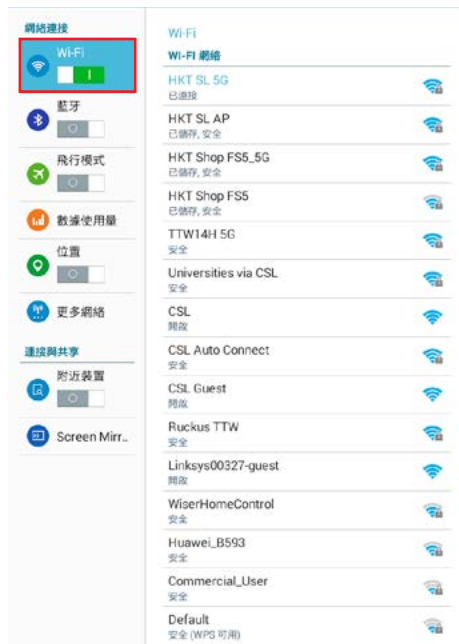 網絡連接
Wi-Fi
藍牙
飛行模式
數據使用量
位置
更多網絡
連接與共享
附近裝置
Screen Mirr..
Wi-Fi
WI-FI 網絡
HKT SL 5G
已連接
HKT SL AP
已儲存, 安全
HKT Shop FS5_5G
已儲存, 安全
HKT Shop FS5
已儲存, 安全
TTW14H 5G
安全
Universities via CSL
安全
CSL
開啟
CSL Auto Connect
安全
CSL Guest
開啟
Ruckus TTW
安全
Linksys00327-guest
開啟
WiserHomeControl
安全
Huawei_B593
安全
Commercial_User
安全
Default
安全 (WPS 可用)